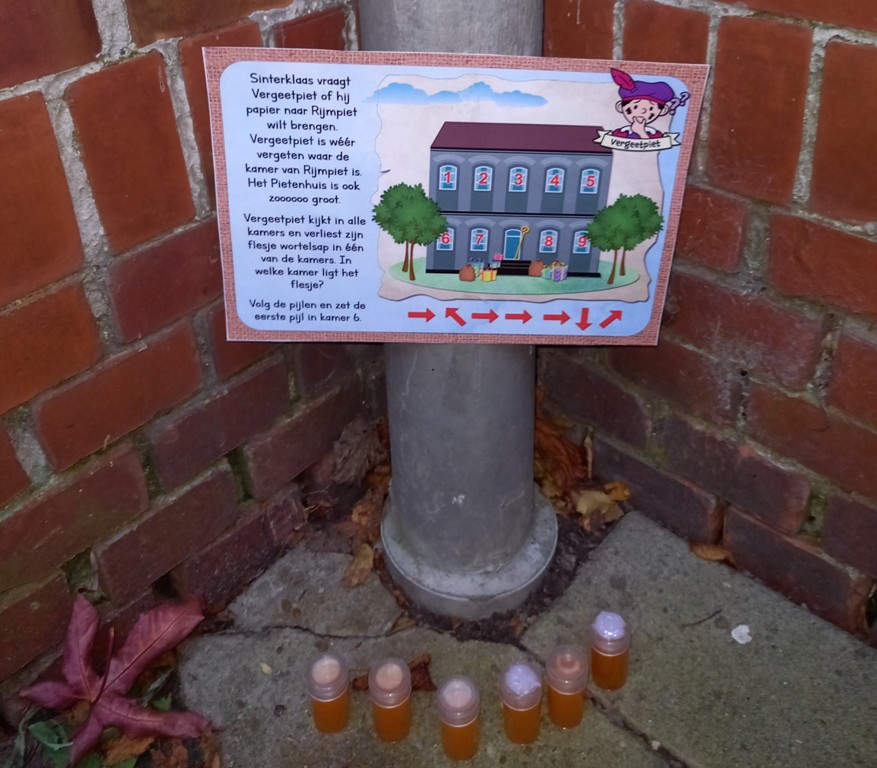 Sinterklaas vraagt
Vergeetpiet of hij
papier naar Rijmpiet
wilt brengen.
Vergeetpiet is wéér
vergeten waar de
kamer van Rijmpiet is.
Het Pietenhuis is ook
zoooooo groot.
Vergeetpiet kijkt in alle
kamers en verliest zijn
flesje wortelsap in één
van de kamers. In
welke kamer ligt het
flesje?
Volg de pijlen en zet de
eerste pijl in kamer 6.
Vergeetpiet
1 2 3 4 5
6 7 8 9